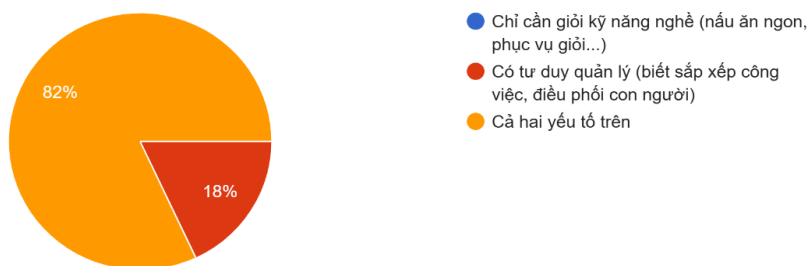 82%
18%
Chỉ cần giỏi kỹ năng nghề (nấu ăn ngon,
phục vụ giỏi...)
Có tư duy quản lý (biết sắp xếp công
việc, điều phối con người)
Cả hai yếu tố trên